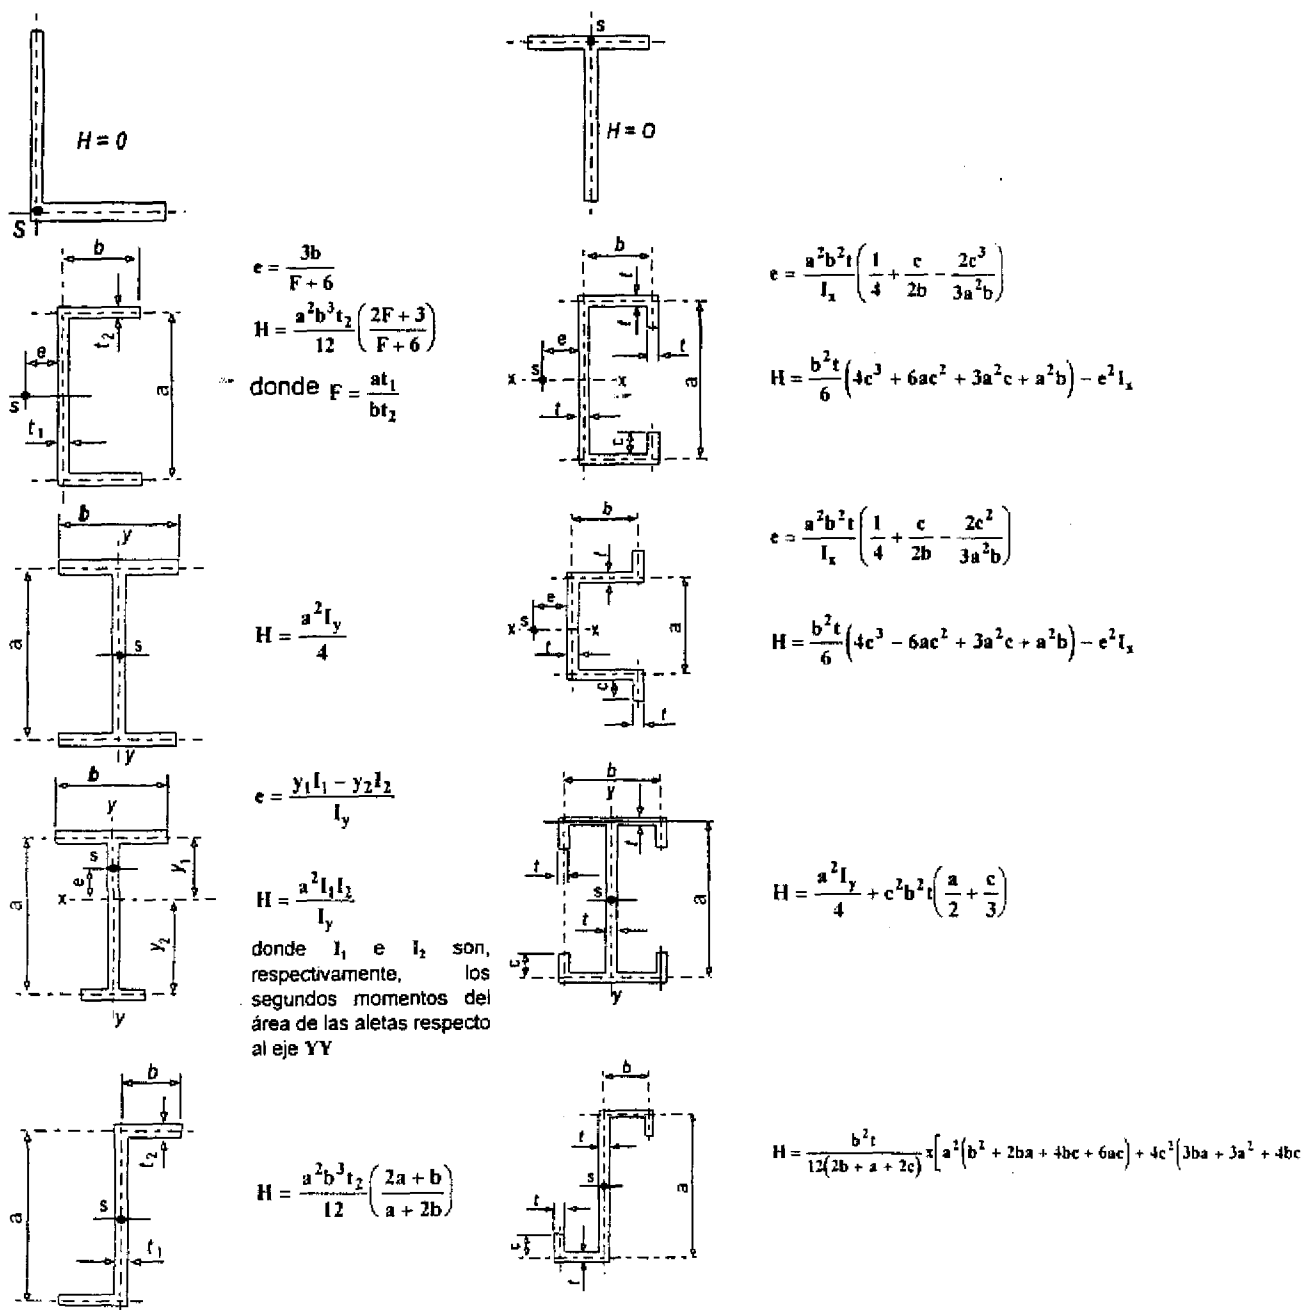 H = 0
S
s
H = 0
b
t₂
e
s
a
t₁
e = 3b / (F + 6)
H = a²b³t₂ / 12 ( (2F + 3) / (F + 6) )
donde F = at₁ / bt₂
b
t
t
t
e
s
x
x
a
t
c
e = a²b²t / Iₓ ( 1/4 + c/2b − 2c³/3a²b )
H = b²t / 6 ( 4c³ + 6ac² + 3a²c + a²b ) − e²Iₓ
b
y
a
s
y
H = a²I_y / 4
b
t
e
s
x
x
a
t
c
t
e = a²b²t / Iₓ ( 1/4 + c/2b − 2c²/3a²b )
H = b²t / 6 ( 4c³ − 6ac² + 3a²c + a²b ) − e²Iₓ
b
y
s
e
x
a
y₁
y₂
y
e = (y₁I₁ − y₂I₂) / I_y
H = a²I₁I₂ / I_y
donde I₁ e I₂ son,
respectivamente, los
segundos momentos del
área de las aletas respecto
al eje YY
b
y
t
t
s
a
t
c
y
H = a²I_y / 4 + c²b²t ( a/2 + c/3 )
b
t₂
a
s
t₁
H = a²b³t₂ / 12 ( (2a + b) / (a + 2b) )
b
t
s
a
t
c
t
H = b²t / 12(2b + a + 2c) x[ a²(b² + 2ba + 4bc + 6ac) + 4c²(3ba + 3a² + 4bc